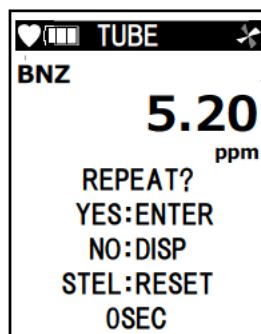 TUBE
BNZ
5.20
ppm
REPEAT?
YES:ENTER
NO:DISP
STEL:RESET
0SEC